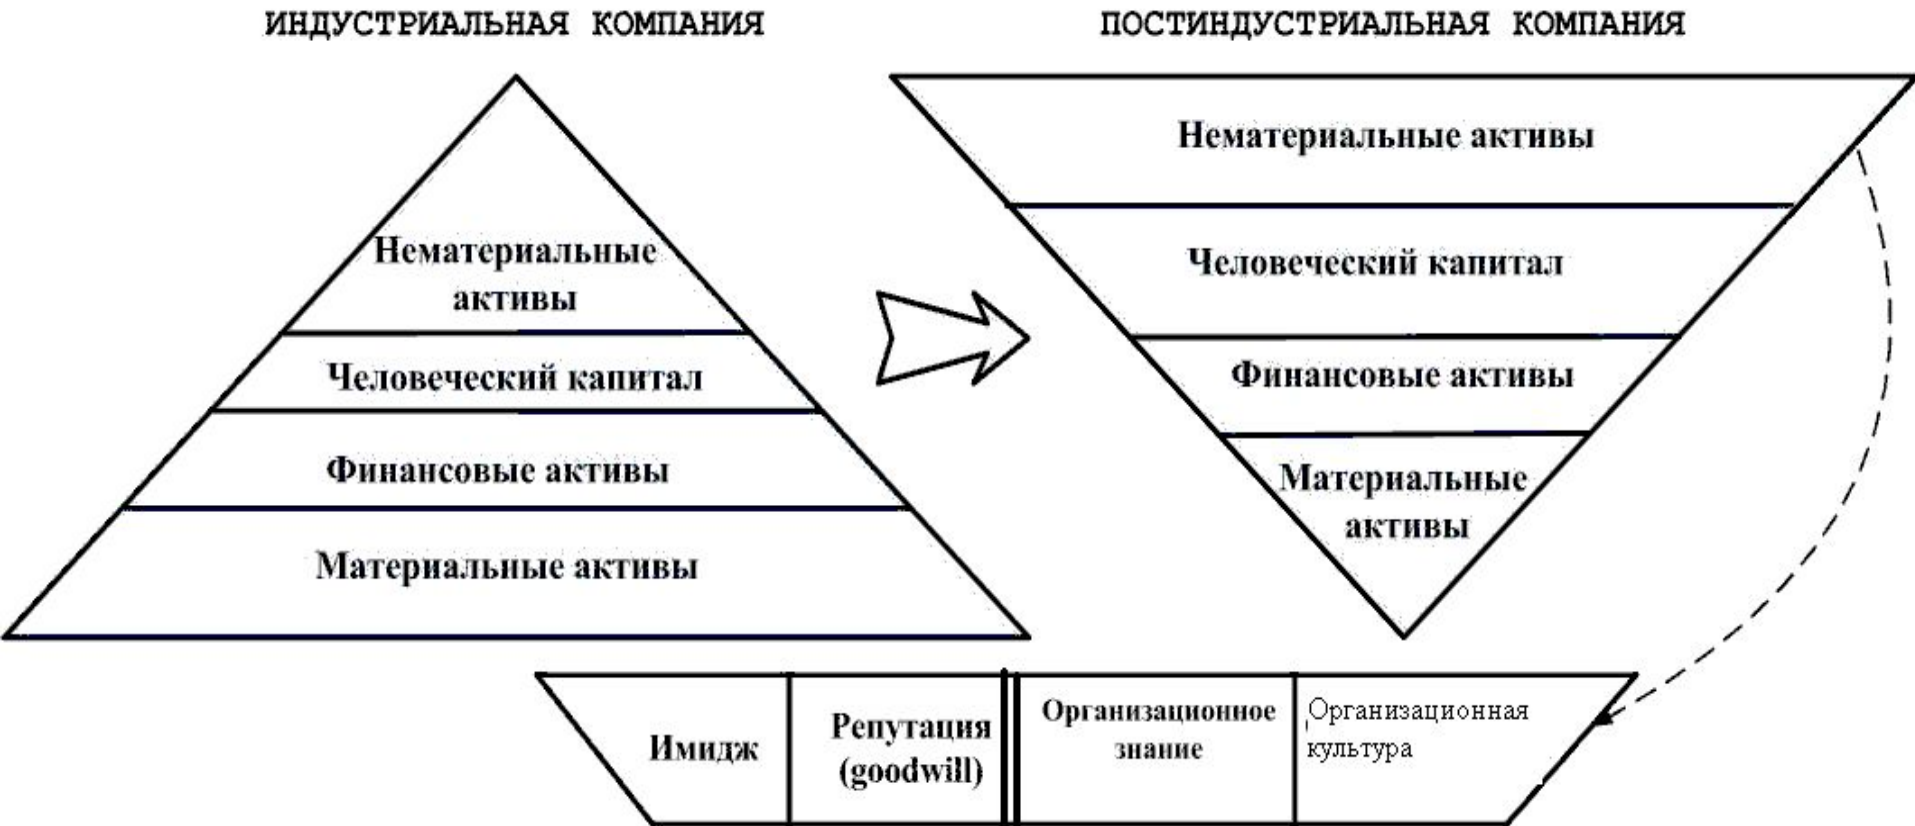 ИНДУСТРИАЛЬНАЯ КОМПАНИЯ
Нематериальные
активы
Человеческий капитал
Финансовые активы
Материальные активы
ПОСТИНДУСТРИАЛЬНАЯ КОМПАНИЯ
Нематериальные активы
Человеческий капитал
Финансовые активы
Материальные
активы
Имидж
Репутация
(goodwill)
Организационное
знание
Организационная
культура